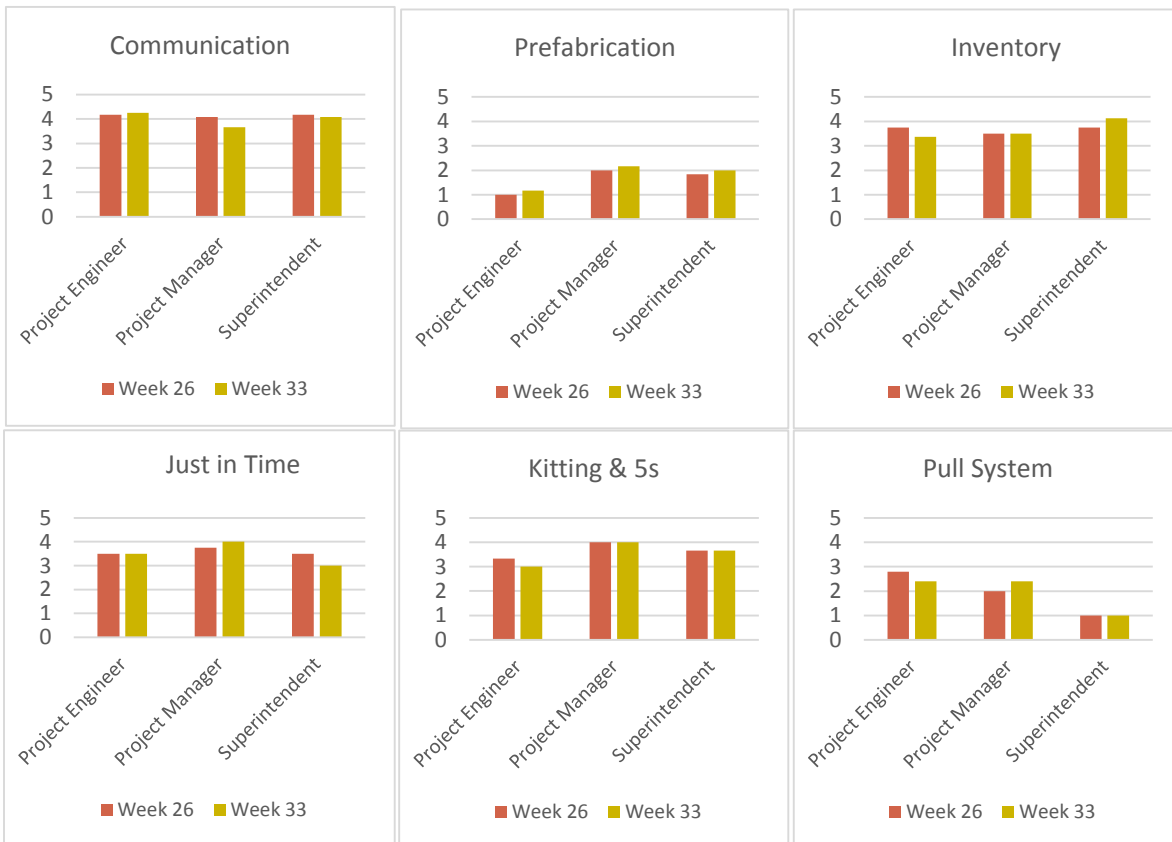 Communication
5
4
3
2
1
0
Project Engineer
Project Manager
Superintendent
Week 26 Week 33
Prefabrication
5
4
3
2
1
0
Project Engineer
Project Manager
Superintendent
Week 26 Week 33
Inventory
5
4
3
2
1
0
Project Engineer
Project Manager
Superintendent
Week 26 Week 33
Just in Time
5
4
3
2
1
0
Project Engineer
Project Manager
Superintendent
Week 26 Week 33
Kitting & 5s
5
4
3
2
1
0
Project Engineer
Project Manager
Superintendent
Week 26 Week 33
Pull System
5
4
3
2
1
0
Project Engineer
Project Manager
Superintendent
Week 26 Week 33